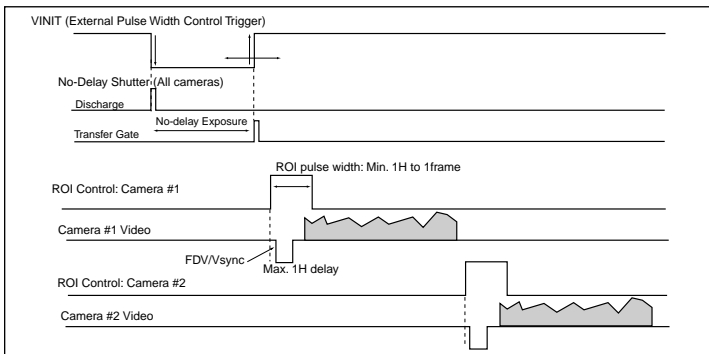 VINIT (External Pulse Width Control Trigger)
No-Delay Shutter (All cameras)
Discharge
No-delay Exposure
Transfer Gate
ROI pulse width: Min. 1H to 1frame
ROI Control: Camera #1
Camera #1 Video
FDV/Vsync
Max. 1H delay
ROI Control: Camera #2
Camera #2 Video